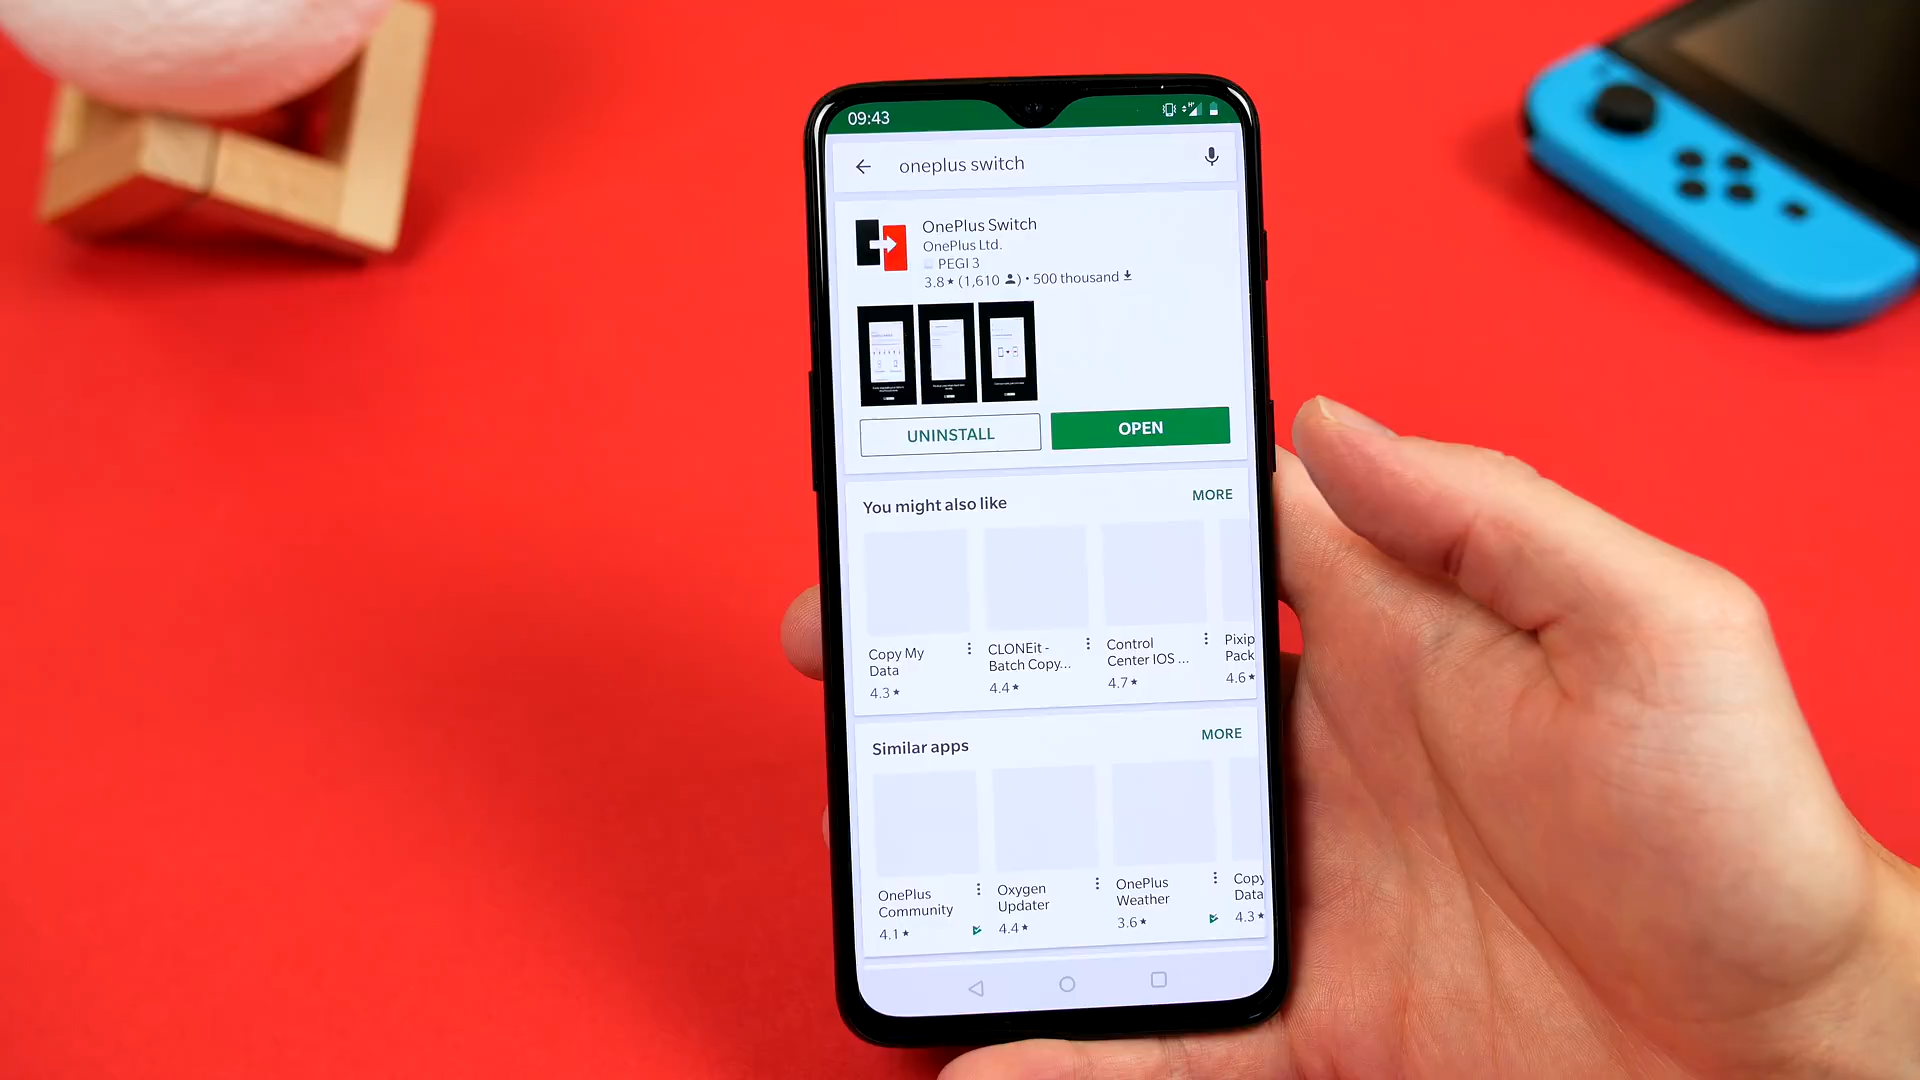 09:43
oneplus switch
OnePlus Switch
OnePlus Ltd.
PEGI 3
3.8★ (1,610 ) • 500 thousand
UNINSTALL
OPEN
You might also like
MORE
Copy My
Data
4.3★
CLONEit -
Batch Copy...
4.4★
Control
Center IOS ...
4.7★
Pixip
Pack
4.6★
Similar apps
MORE
OnePlus
Community
4.1★
Oxygen
Updater
4.4★
OnePlus
Weather
3.6★
Copy
Data
4.3★